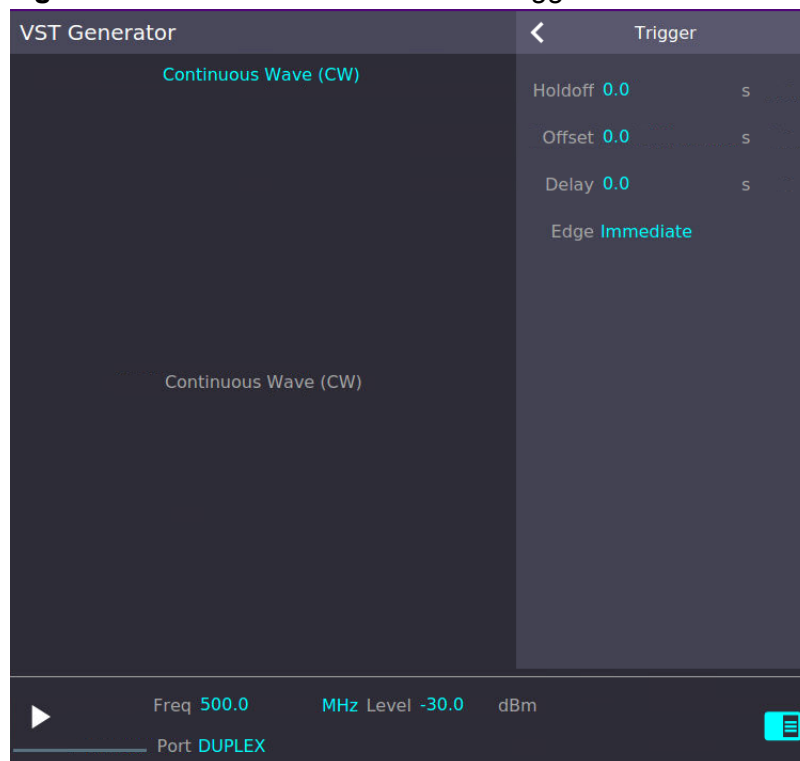 VST Generator
Trigger
Continuous Wave (CW)
Holdoff 0.0 s
Offset 0.0 s
Delay 0.0 s
Edge Immediate
Continuous Wave (CW)
Freq 500.0 MHz Level -30.0 dBm
Port DUPLEX